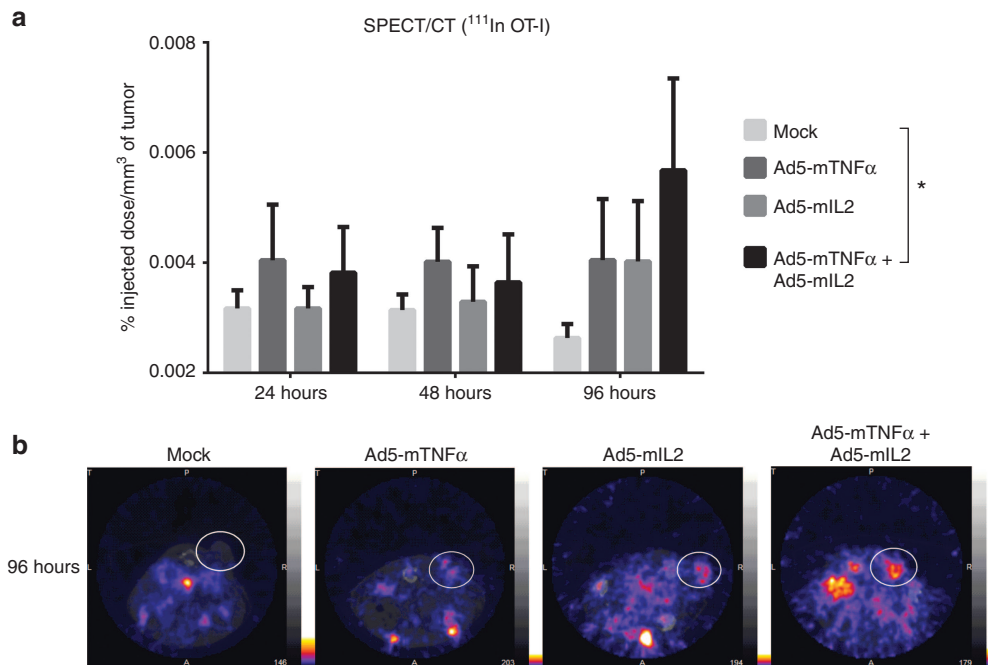 a
SPECT/CT (¹¹¹In OT-I)
% injected dose/mm³ of tumor
0.008
0.006
0.004
0.002
24 hours
48 hours
96 hours
Mock
Ad5-mTNFα
Ad5-mIL2
Ad5-mTNFα +
Ad5-mIL2
*
b
Mock
Ad5-mTNFα
Ad5-mIL2
Ad5-mTNFα +
Ad5-mIL2
96 hours
T P
L R
A 146
T P
L R
A 203
T P
L R
A 194
T P
L R
A 179